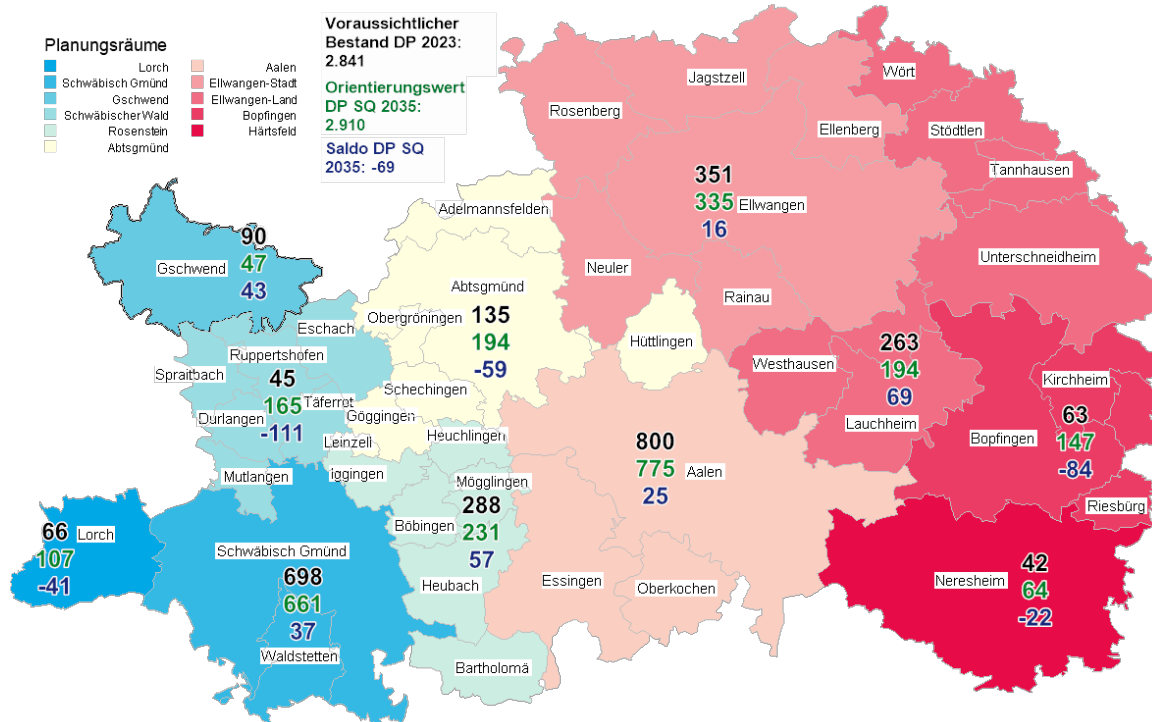 Planungsräume
Lorch
Schwäbisch Gmünd
Gschwend
Schwäbischer Wald
Rosenstein
Abtsgmünd
Aalen
Ellwangen-Stadt
Ellwangen-Land
Bopfingen
Härtsfeld
Voraussichtlicher
Bestand DP 2023:
2.841
Orientierungswert
DP SQ 2035:
2.910
Saldo DP SQ
2035: -69
Rosenberg
Jagstzell
Wört
Ellenberg
Stödtlen
Tannhausen
351
335
Ellwangen
16
Adelmannsfelden
Unterschneidheim
90
Gschwend
47
43
Neuler
Rainau
Abtsgmünd
Obergröningen
135
194
-59
Eschach
Hüttlingen
Ruppertshofen
Spraitbach
45
165
-111
Täferrot
Durlangen
Schechingen
Göggingen
Leinzell
Heuchlingen
Iggingen
Mutlangen
Westhausen
263
194
69
Lauchheim
Kirchheim
63
147
-84
Bopfingen
Riesbürg
800
775
Aalen
25
Mögglingen
288
Böbingen
231
57
Heubach
66
Lorch
107
-41
Schwäbisch Gmünd
698
661
37
Waldstetten
Essingen
Oberkochen
Bartholomä
42
Neresheim
64
-22